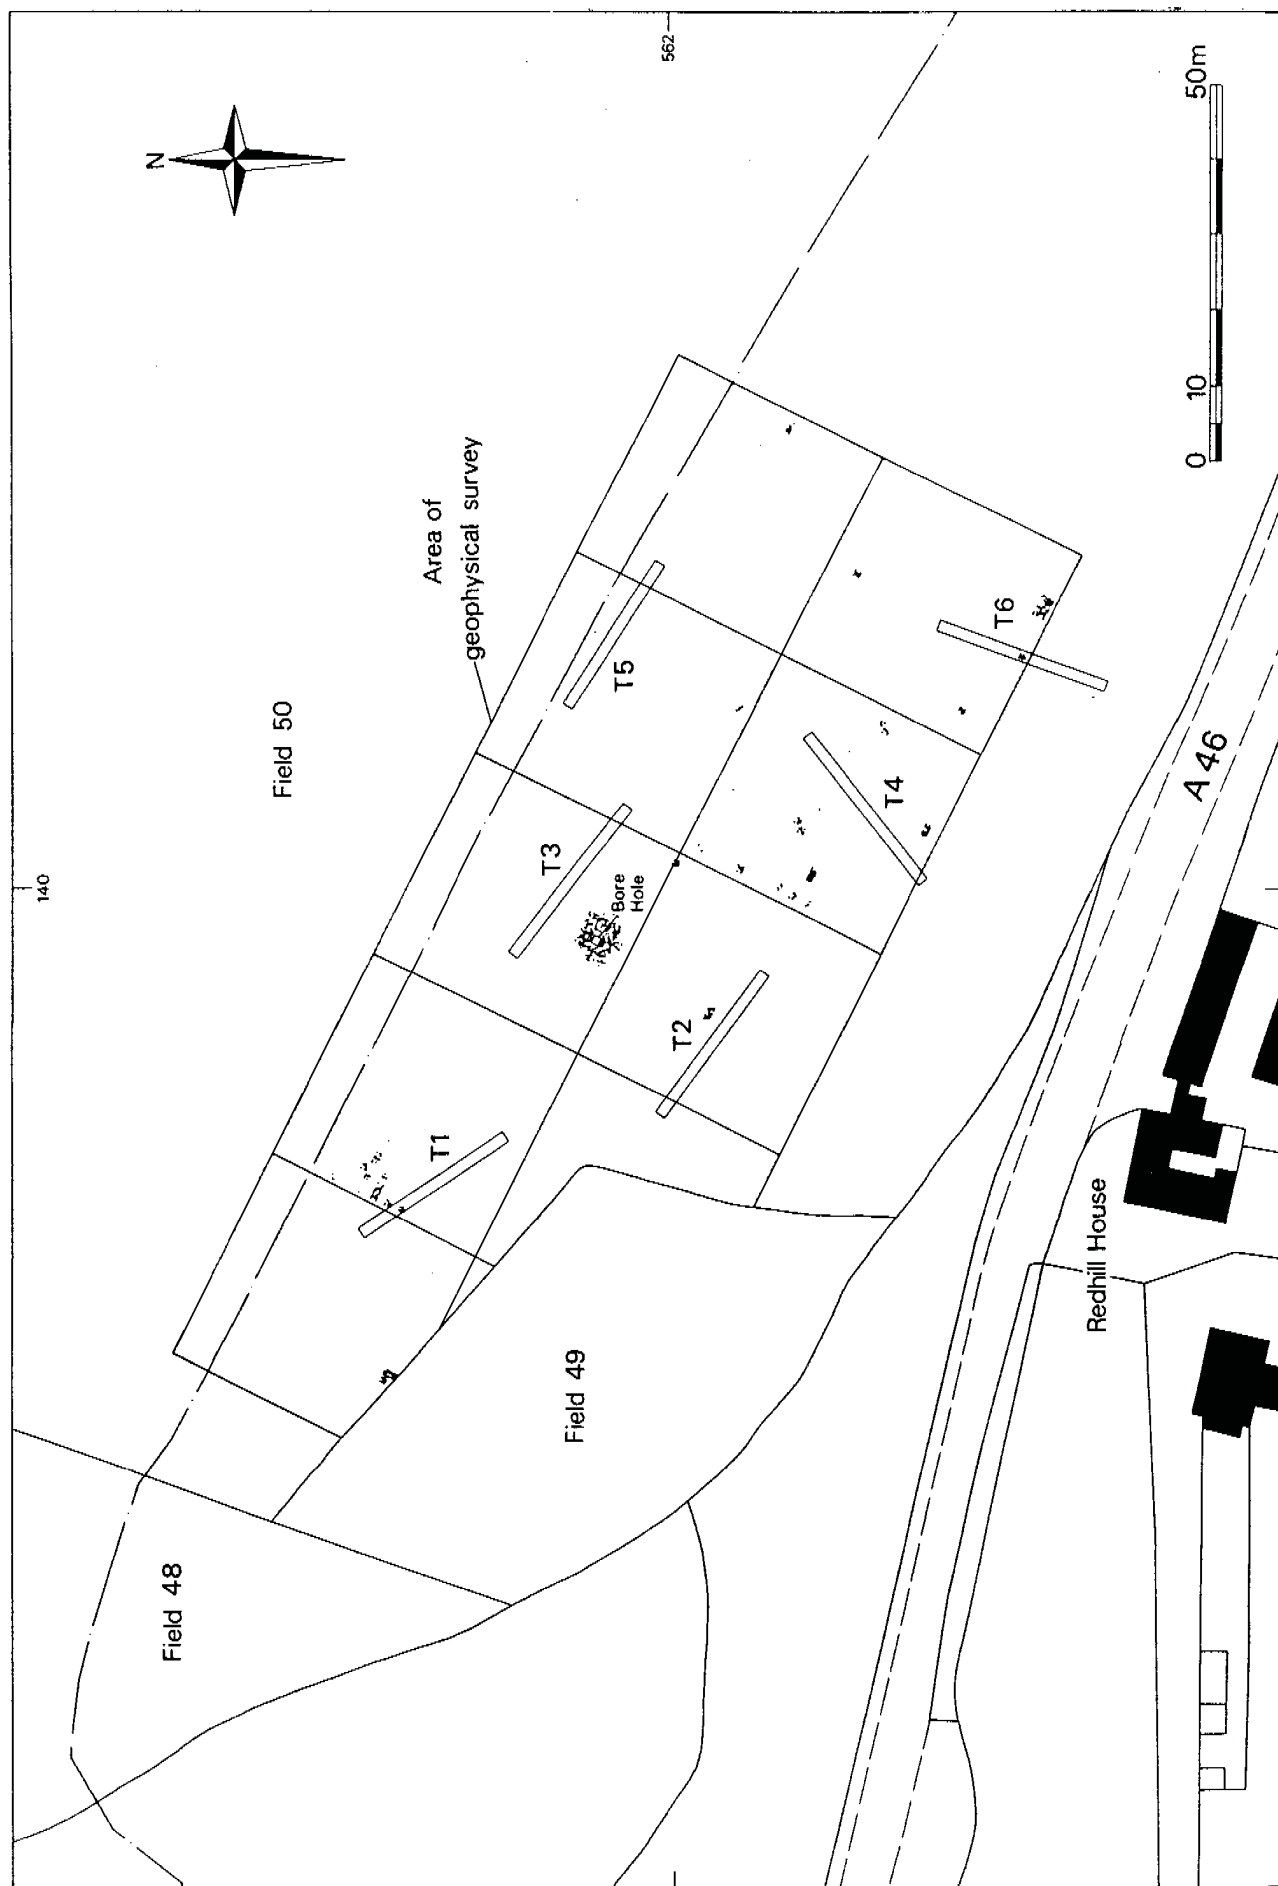 N
562
140
Field 50
Area of
geophysical survey
T5
T3
Bore
Hole
T1
T2
T4
T6
Field 48
Field 49
A 46
Redhill House
0
10
50m